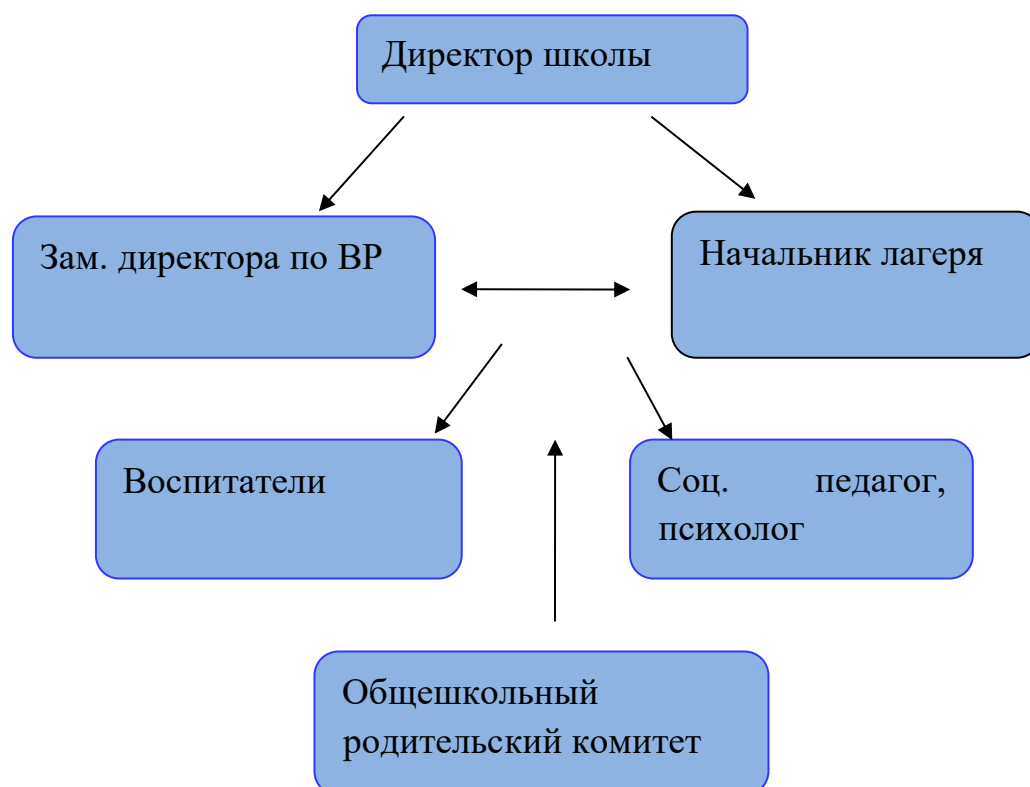 Директор школы
Зам. директора по ВР
Начальник лагеря
Воспитатели
Соц. педагог,
психолог
Общешкольный
родительский комитет